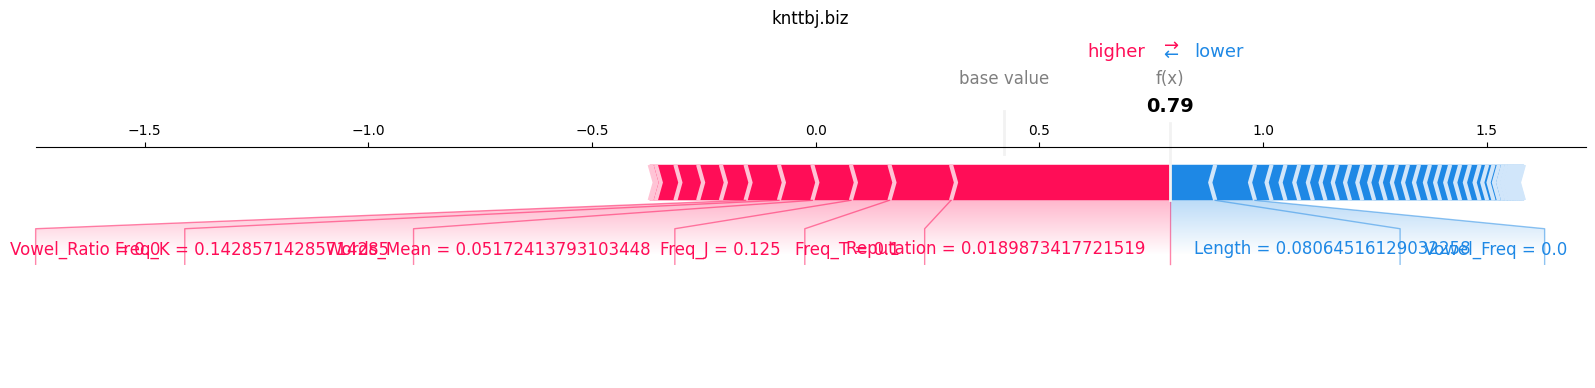 knttbj.biz
higher ⇄ lower
base value f(x)
0.79
−1.5 −1.0 −0.5 0.0 0.5 1.0 1.5
Vowel_Ratio = 0.0 Freq_K = 0.14285714285714285 Words_Mean = 0.05172413793103448 Freq_J = 0.125 Freq_T = 0.1 Reputation = 0.0189873417721519 Length = 0.08064516129032258 Vowel_Freq = 0.0